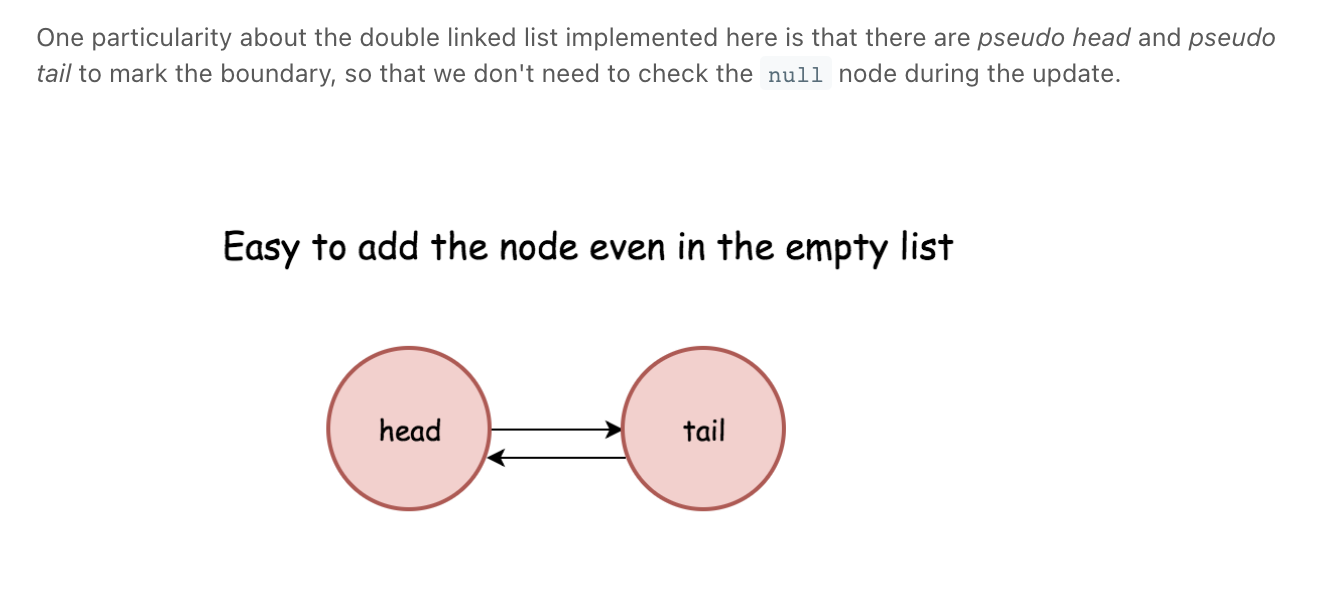 One particularity about the double linked list implemented here is that there are pseudo head and pseudo
tail to mark the boundary, so that we don't need to check the null node during the update.
Easy to add the node even in the empty list
head
tail